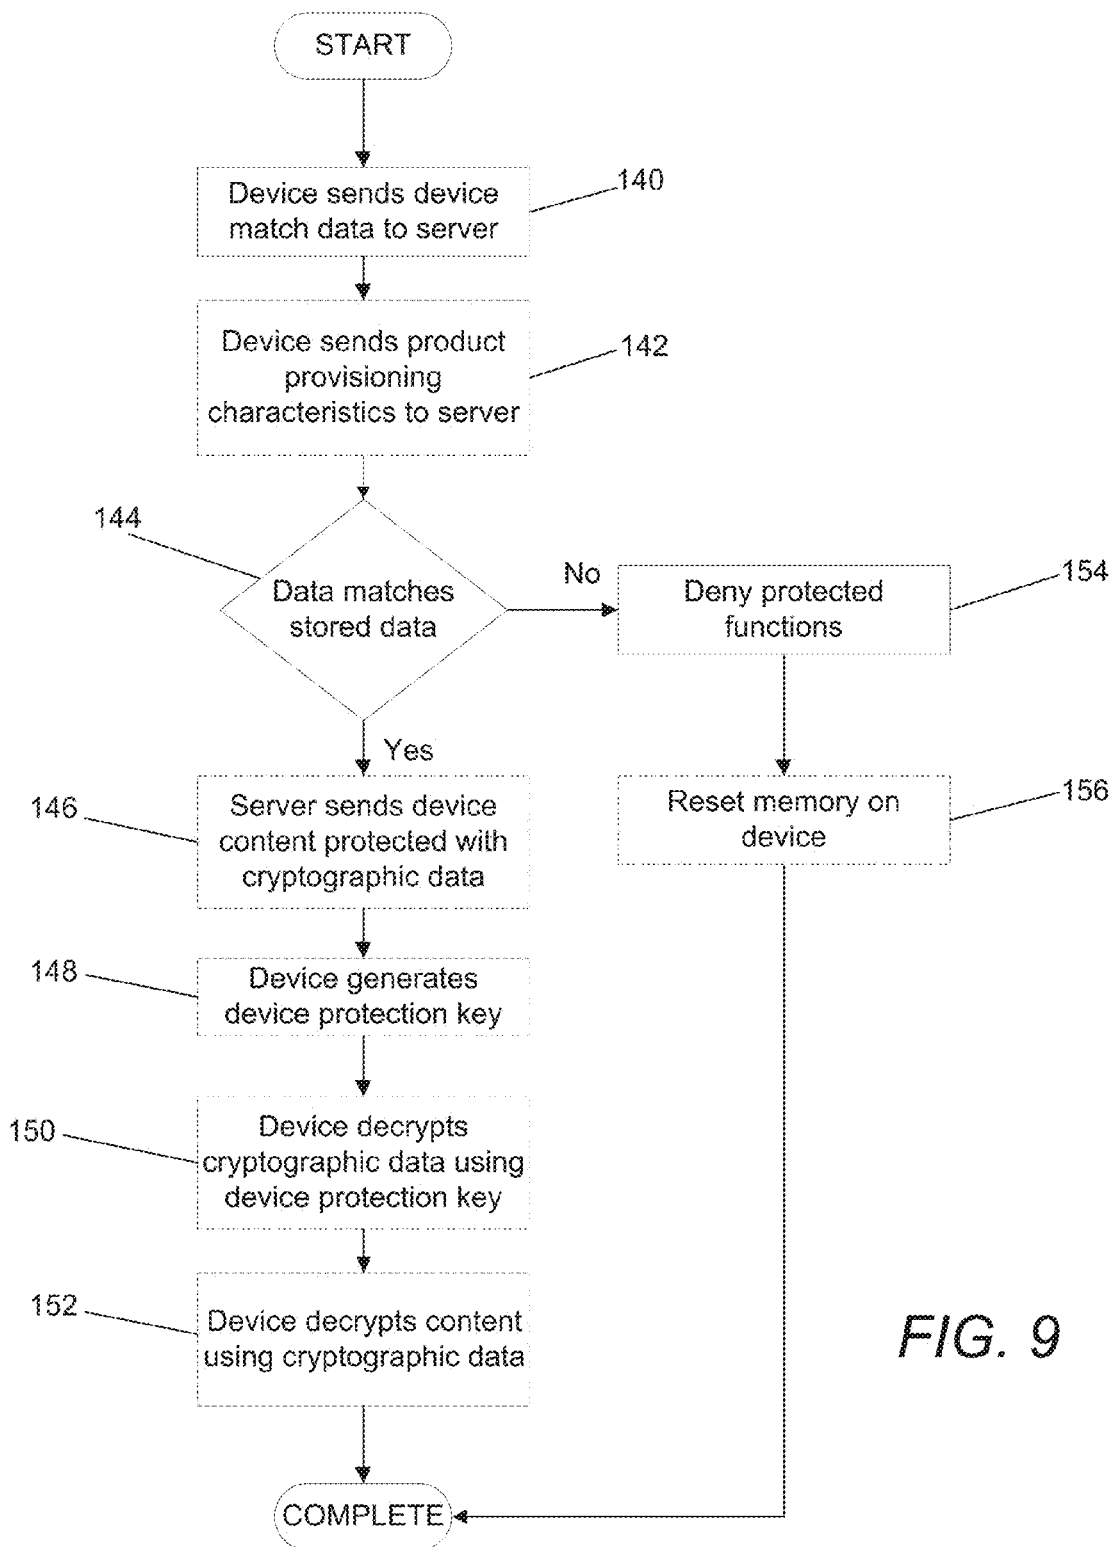 START
Device sends device
match data to server
140
Device sends product
provisioning
characteristics to server
142
144
Data matches
stored data
No
Deny protected
functions
154
Yes
146
Server sends device
content protected with
cryptographic data
Reset memory on
device
156
148
Device generates
device protection key
150
Device decrypts
cryptographic data using
device protection key
152
Device decrypts content
using cryptographic data
FIG. 9
COMPLETE